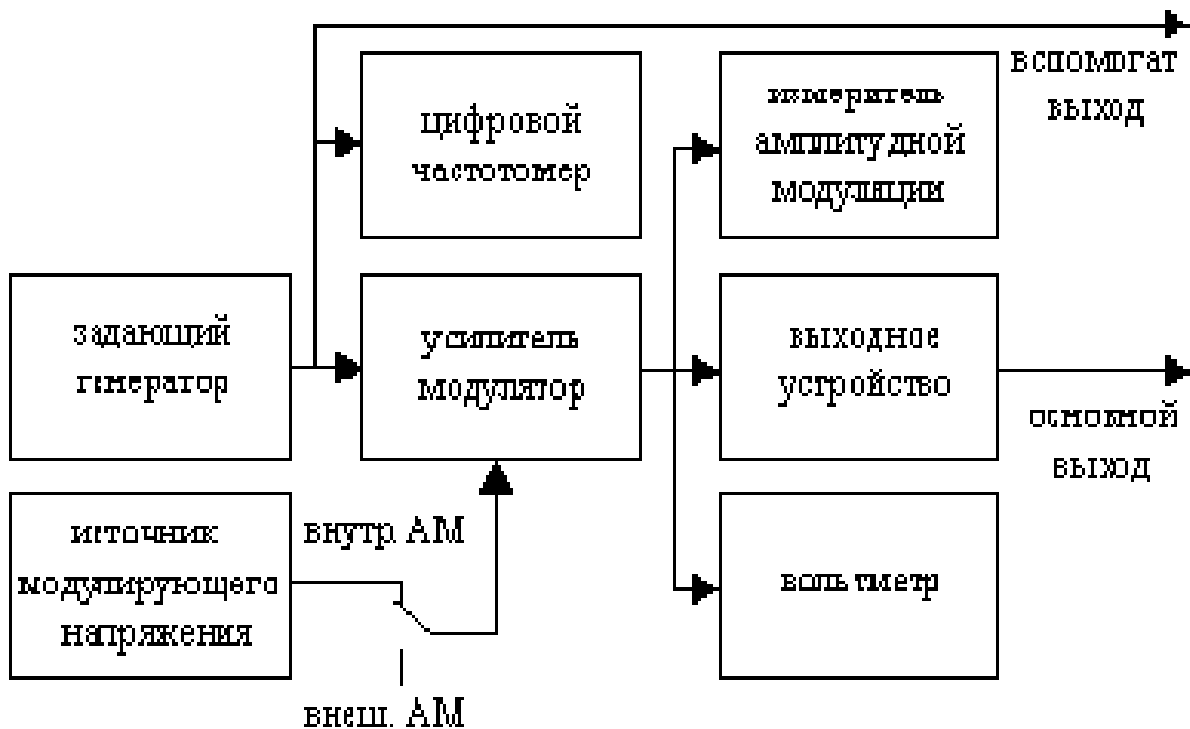 вспомогат
выход
цифровой
частотомер
измеритель
амплитудной
модуляции
задающий
генератор
усилитель
модулятор
выходное
устройство
основной
выход
источник
модулирующего
напряжения
внутр. АМ
внеш. АМ
вольтметр